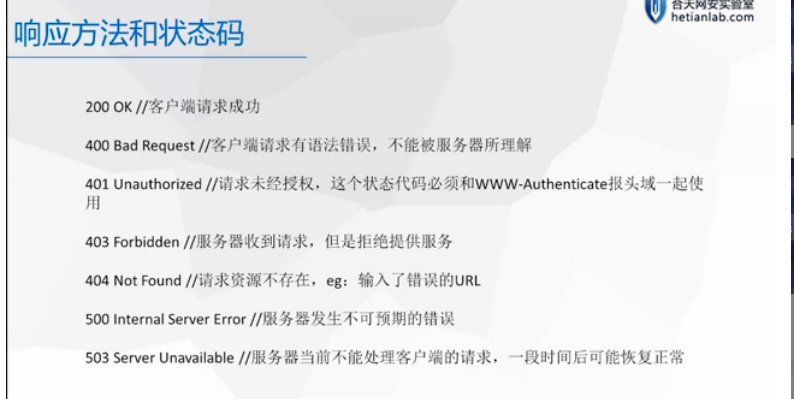 合天网安实验室
hetianlab.com
响应方法和状态码
200 OK //客户端请求成功
400 Bad Request //客户端请求有语法错误，不能被服务器所理解
401 Unauthorized //请求未经授权，这个状态代码必须和WWW-Authenticate报头域一起使
用
403 Forbidden //服务器收到请求，但是拒绝提供服务
404 Not Found //请求资源不存在，eg：输入了错误的URL
500 Internal Server Error //服务器发生不可预期的错误
503 Server Unavailable //服务器当前不能处理客户端的请求，一段时间后可能恢复正常